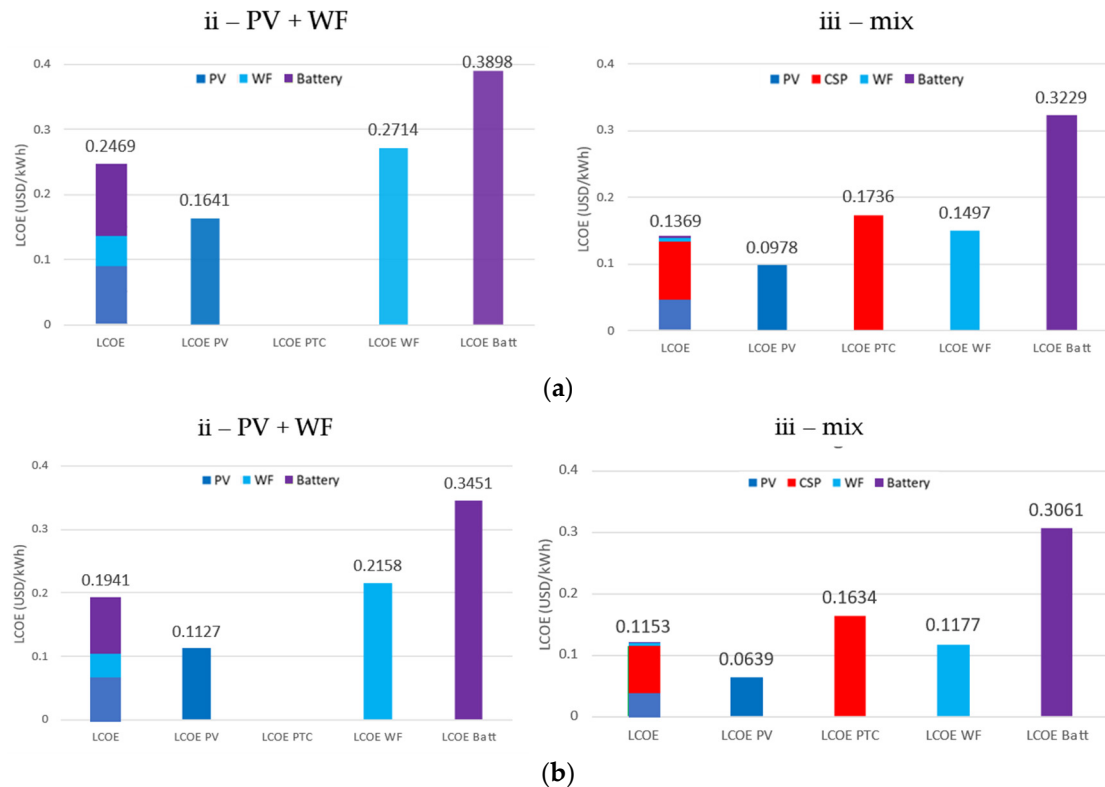 ii – PV + WF
PV WF Battery
LCOE (USD/kWh)
0.4
0.3
0.2
0.1
0
0.2469
0.1641
0.2714
0.3898
LCOE LCOE PV LCOE PTC LCOE WF LCOE Batt
iii – mix
PV CSP WF Battery
LCOE (USD/kWh)
0.4
0.3
0.2
0.1
0
0.1369
0.0978
0.1736
0.1497
0.3229
LCOE LCOE PV LCOE PTC LCOE WF LCOE Batt
(a)
ii – PV + WF
PV WF Battery
LCOE (USD/kWh)
0.4
0.3
0.2
0.1
0
0.1941
0.1127
0.2158
0.3451
LCOE LCOE PV LCOE PTC LCOE WF LCOE Batt
iii – mix
PV CSP WF Battery
LCOE (USD/kWh)
0.4
0.3
0.2
0.1
0
0.1153
0.0639
0.1634
0.1177
0.3061
LCOE LCOE PV LCOE PTC LCOE WF LCOE Batt
(b)